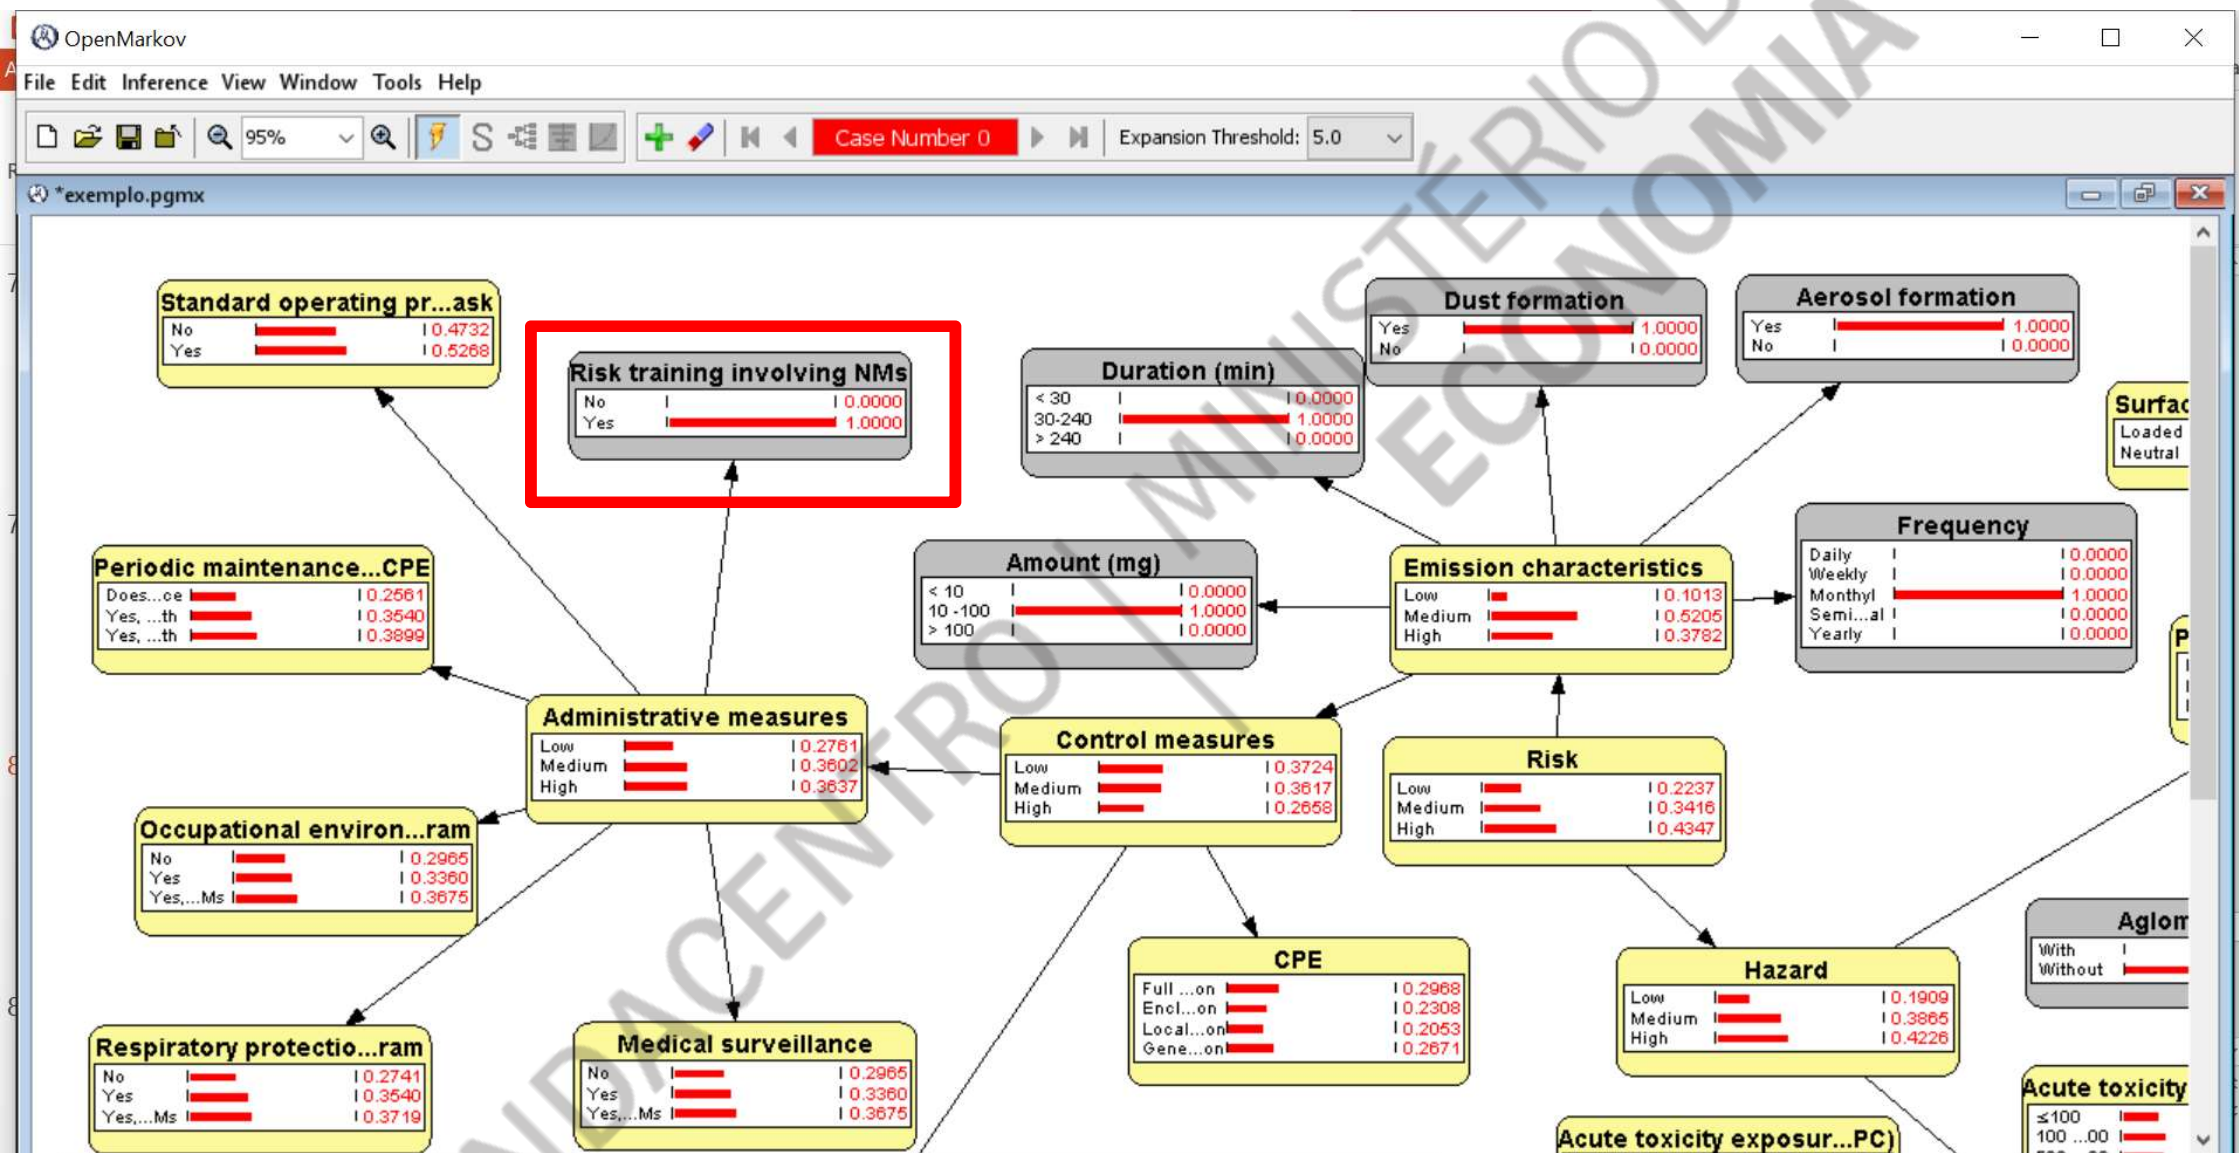 OpenMarkov
File Edit Inference View Window Tools Help
95%
Case Number 0
Expansion Threshold: 5.0
*exemplo.pgmx
Standard operating pr...ask
No 0.4732
Yes 0.5268
Risk training involving NMs
No 0.0000
Yes 1.0000
Duration (min)
< 30 0.0000
30-240 1.0000
> 240 0.0000
Dust formation
Yes 1.0000
No 0.0000
Aerosol formation
Yes 1.0000
No 0.0000
Surfac
Loaded
Neutral
Periodic maintenance...CPE
Does...ce 0.2561
Yes, ...th 0.3540
Yes, ...th 0.3899
Amount (mg)
< 10 0.0000
10 -100 1.0000
> 100 0.0000
Emission characteristics
Low 0.1013
Medium 0.5205
High 0.3782
Frequency
Daily 0.0000
Weekly 0.0000
Monthyl 1.0000
Semi...al 0.0000
Yearly 0.0000
P
Administrative measures
Low 0.2761
Medium 0.3602
High 0.3637
Control measures
Low 0.3724
Medium 0.3617
High 0.2658
Risk
Low 0.2237
Medium 0.3416
High 0.4347
Occupational environ...ram
No 0.2965
Yes 0.3360
Yes,...Ms 0.3675
CPE
Full ...on 0.2968
Encl...on 0.2308
Local...on 0.2053
Gene...on 0.2671
Hazard
Low 0.1909
Medium 0.3865
High 0.4226
Aglom
With
Without
Respiratory protectio...ram
No 0.2741
Yes 0.3540
Yes,...Ms 0.3719
Medical surveillance
No 0.2965
Yes 0.3360
Yes,...Ms 0.3675
Acute toxicity exposur...PC)
Acute toxicity
≤100
100 ...00
NDACENTRO | MINISTÉRIO D
ECONOMIA